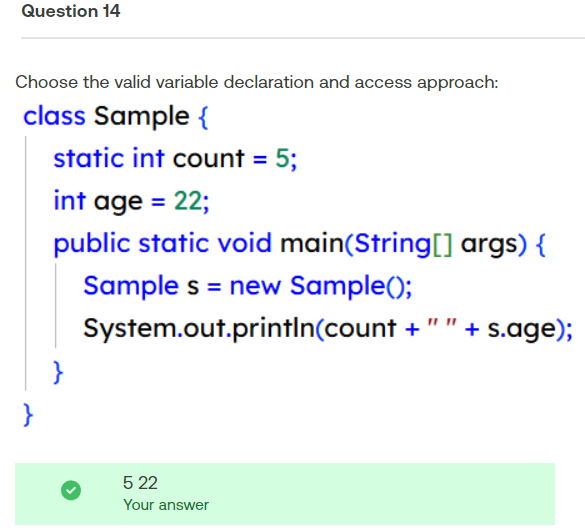 Question 14
Choose the valid variable declaration and access approach:
class Sample {
static int count = 5;
int age = 22;
public static void main(String[] args) {
Sample s = new Sample();
System.out.println(count + " " + s.age);
}
}
5 22
Your answer